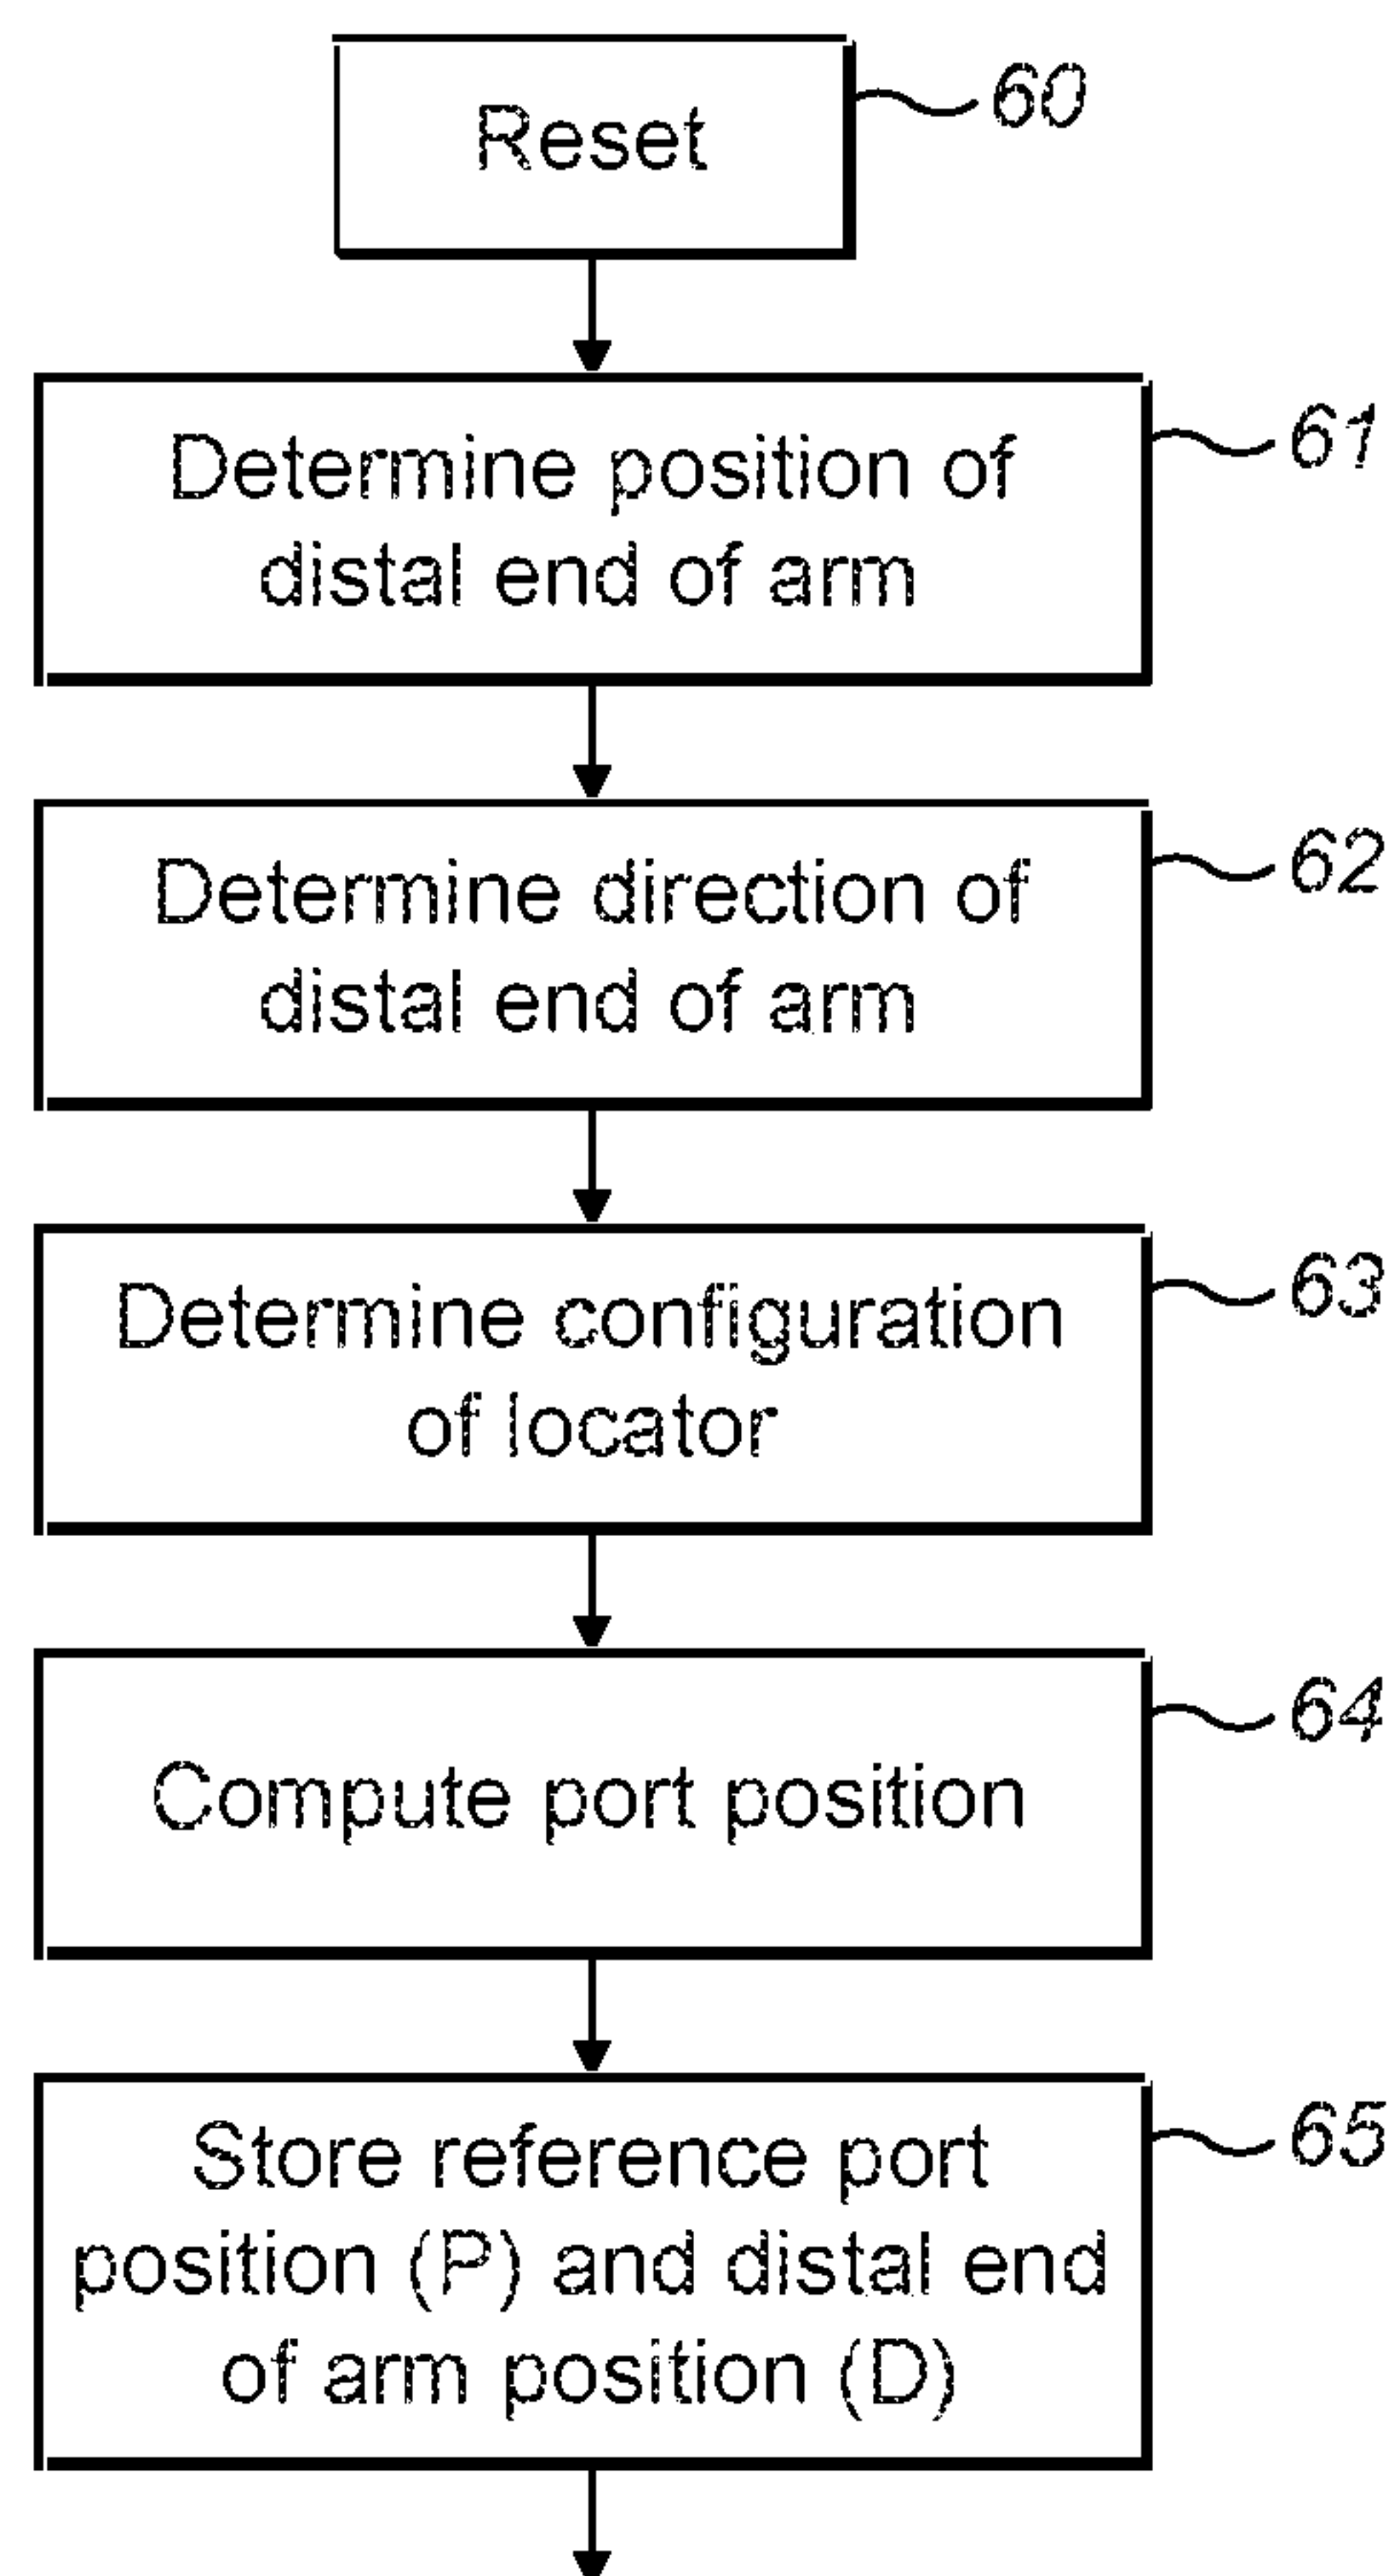 Reset
60
Determine position of
distal end of arm
61
Determine direction of
distal end of arm
62
Determine configuration
of locator
63
Compute port position
64
Store reference port
position (P) and distal end
of arm position (D)
65